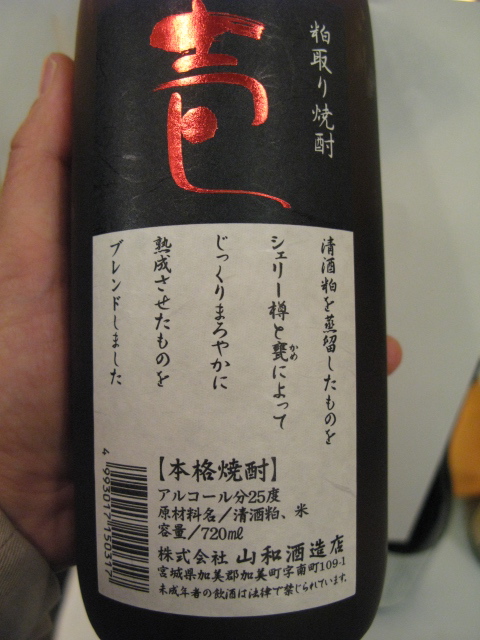 壱
粕取り焼酎
清酒粕を蒸留したものを
シェリー樽と甕によって
かめ
じっくりまろやかに
熟成させたものを
ブレンドしました
【本格焼酎】
アルコール分25度
原材料名／清酒粕、米
容量／720ml
株式会社 山和酒造店
宮城県加美郡加美町字南町109-1
未成年者の飲酒は法律で禁じられています。
4993017150317